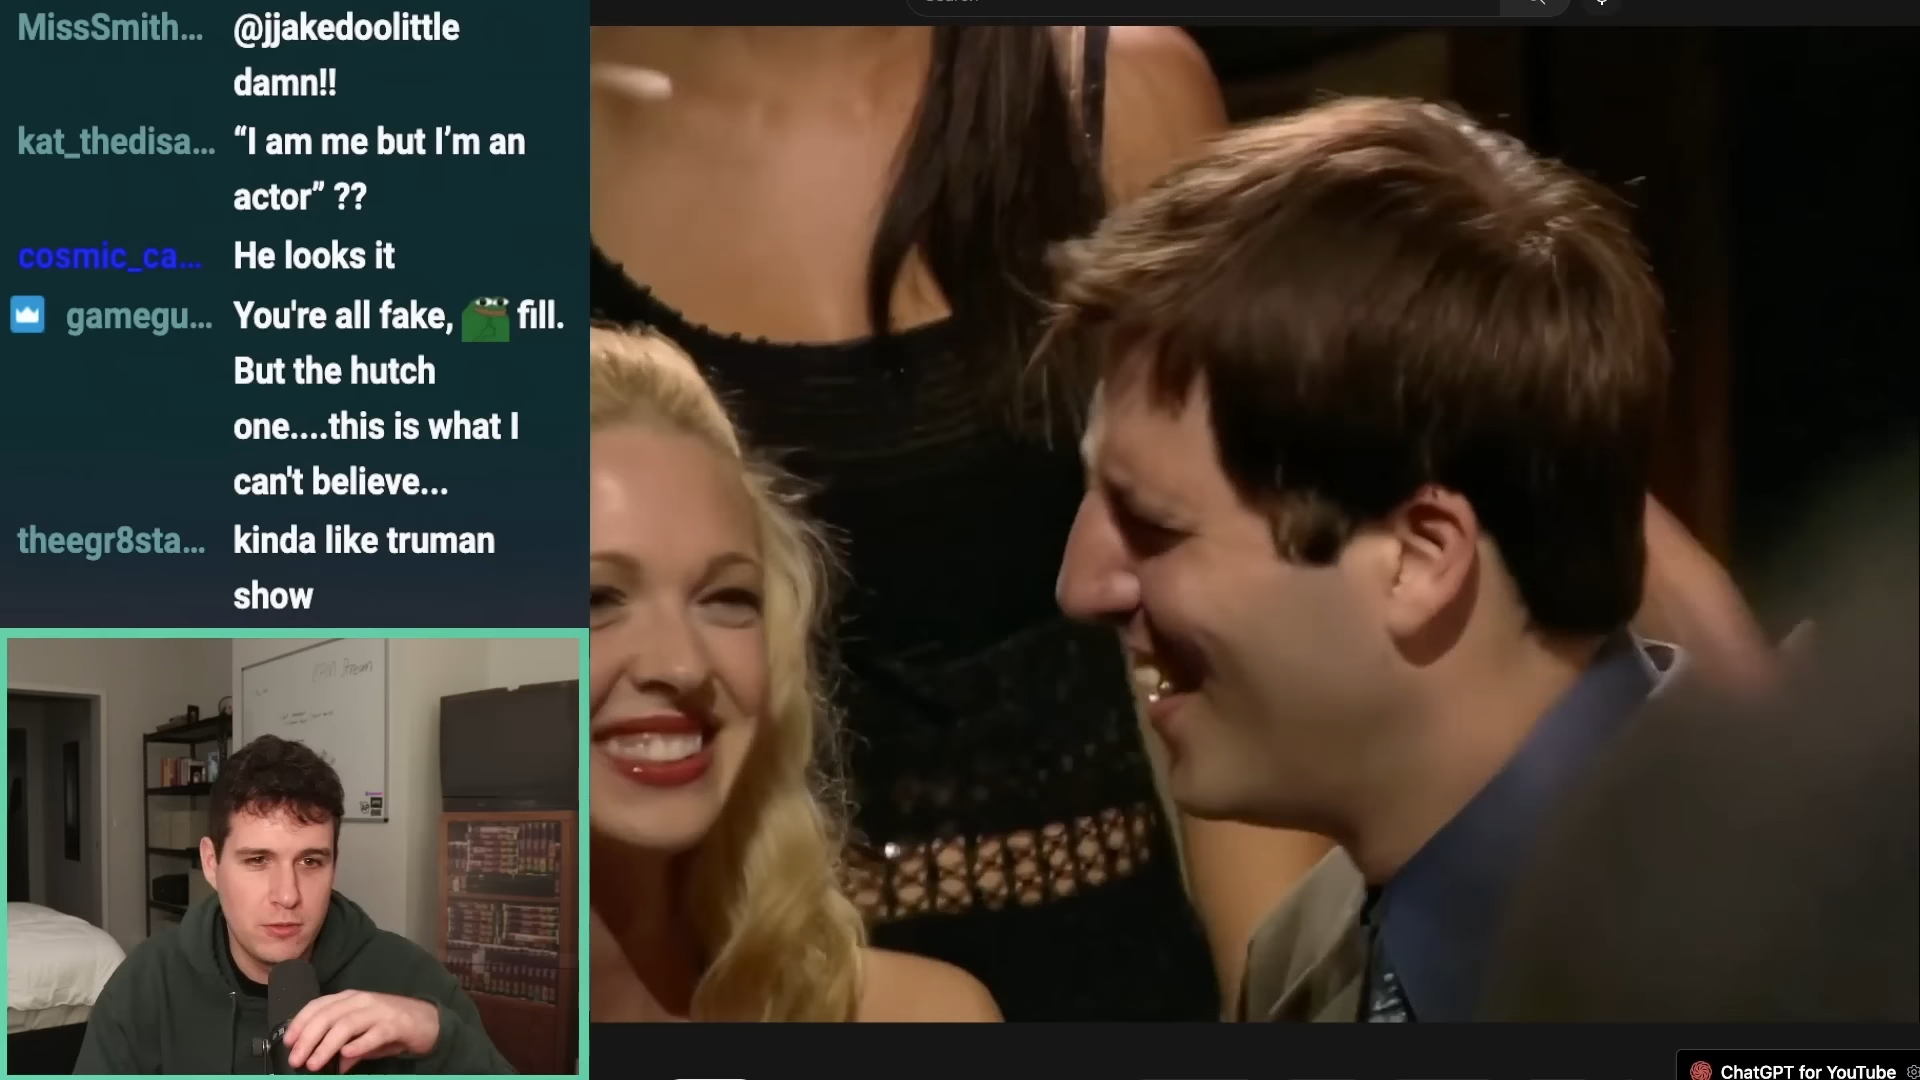 MissSmith... @jjakedoolittle
damn!!
kat_thedisa... “I am me but I’m an
actor” ??
cosmic_ca... He looks it
gamegu... You're all fake, fill.
But the hutch
one....this is what I
can't believe...
theegr8sta... kinda like truman
show
Stream
ChatGPT for YouTube